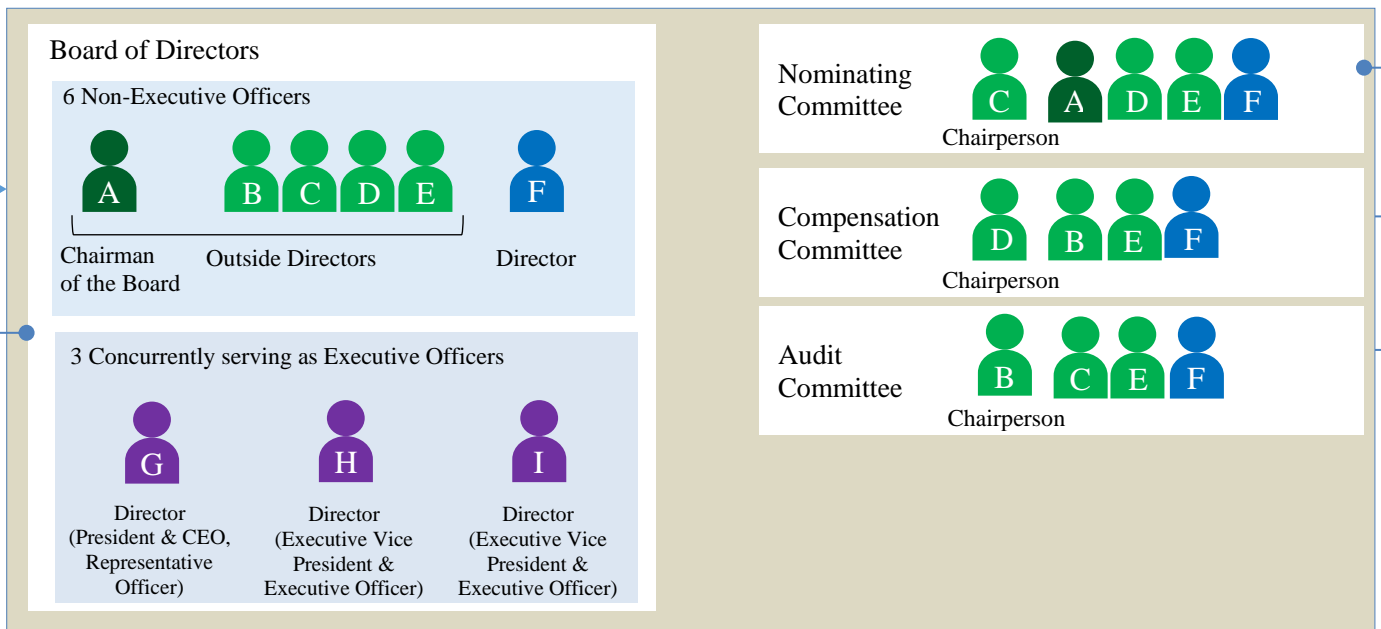 Board of Directors
6 Non-Executive Officers
A B C D E F
Chairman
of the Board
Outside Directors
Director
3 Concurrently serving as Executive Officers
G H I
Director
(President & CEO,
Representative
Officer)
Director
(Executive Vice
President &
Executive Officer)
Director
(Executive Vice
President &
Executive Officer)
Nominating
Committee
C A D E F
Chairperson
Compensation
Committee
D B E F
Chairperson
Audit
Committee
B C E F
Chairperson